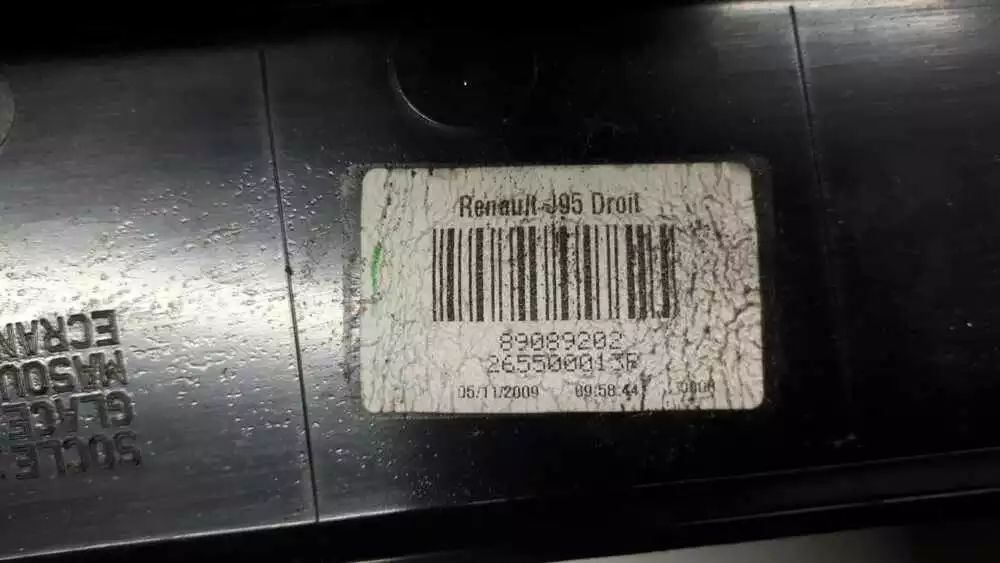 Renault J95 Droit
89089202
265500013R
05/11/2009 09:58:44
SOCLE
GLACE
MASQU
ECRAN